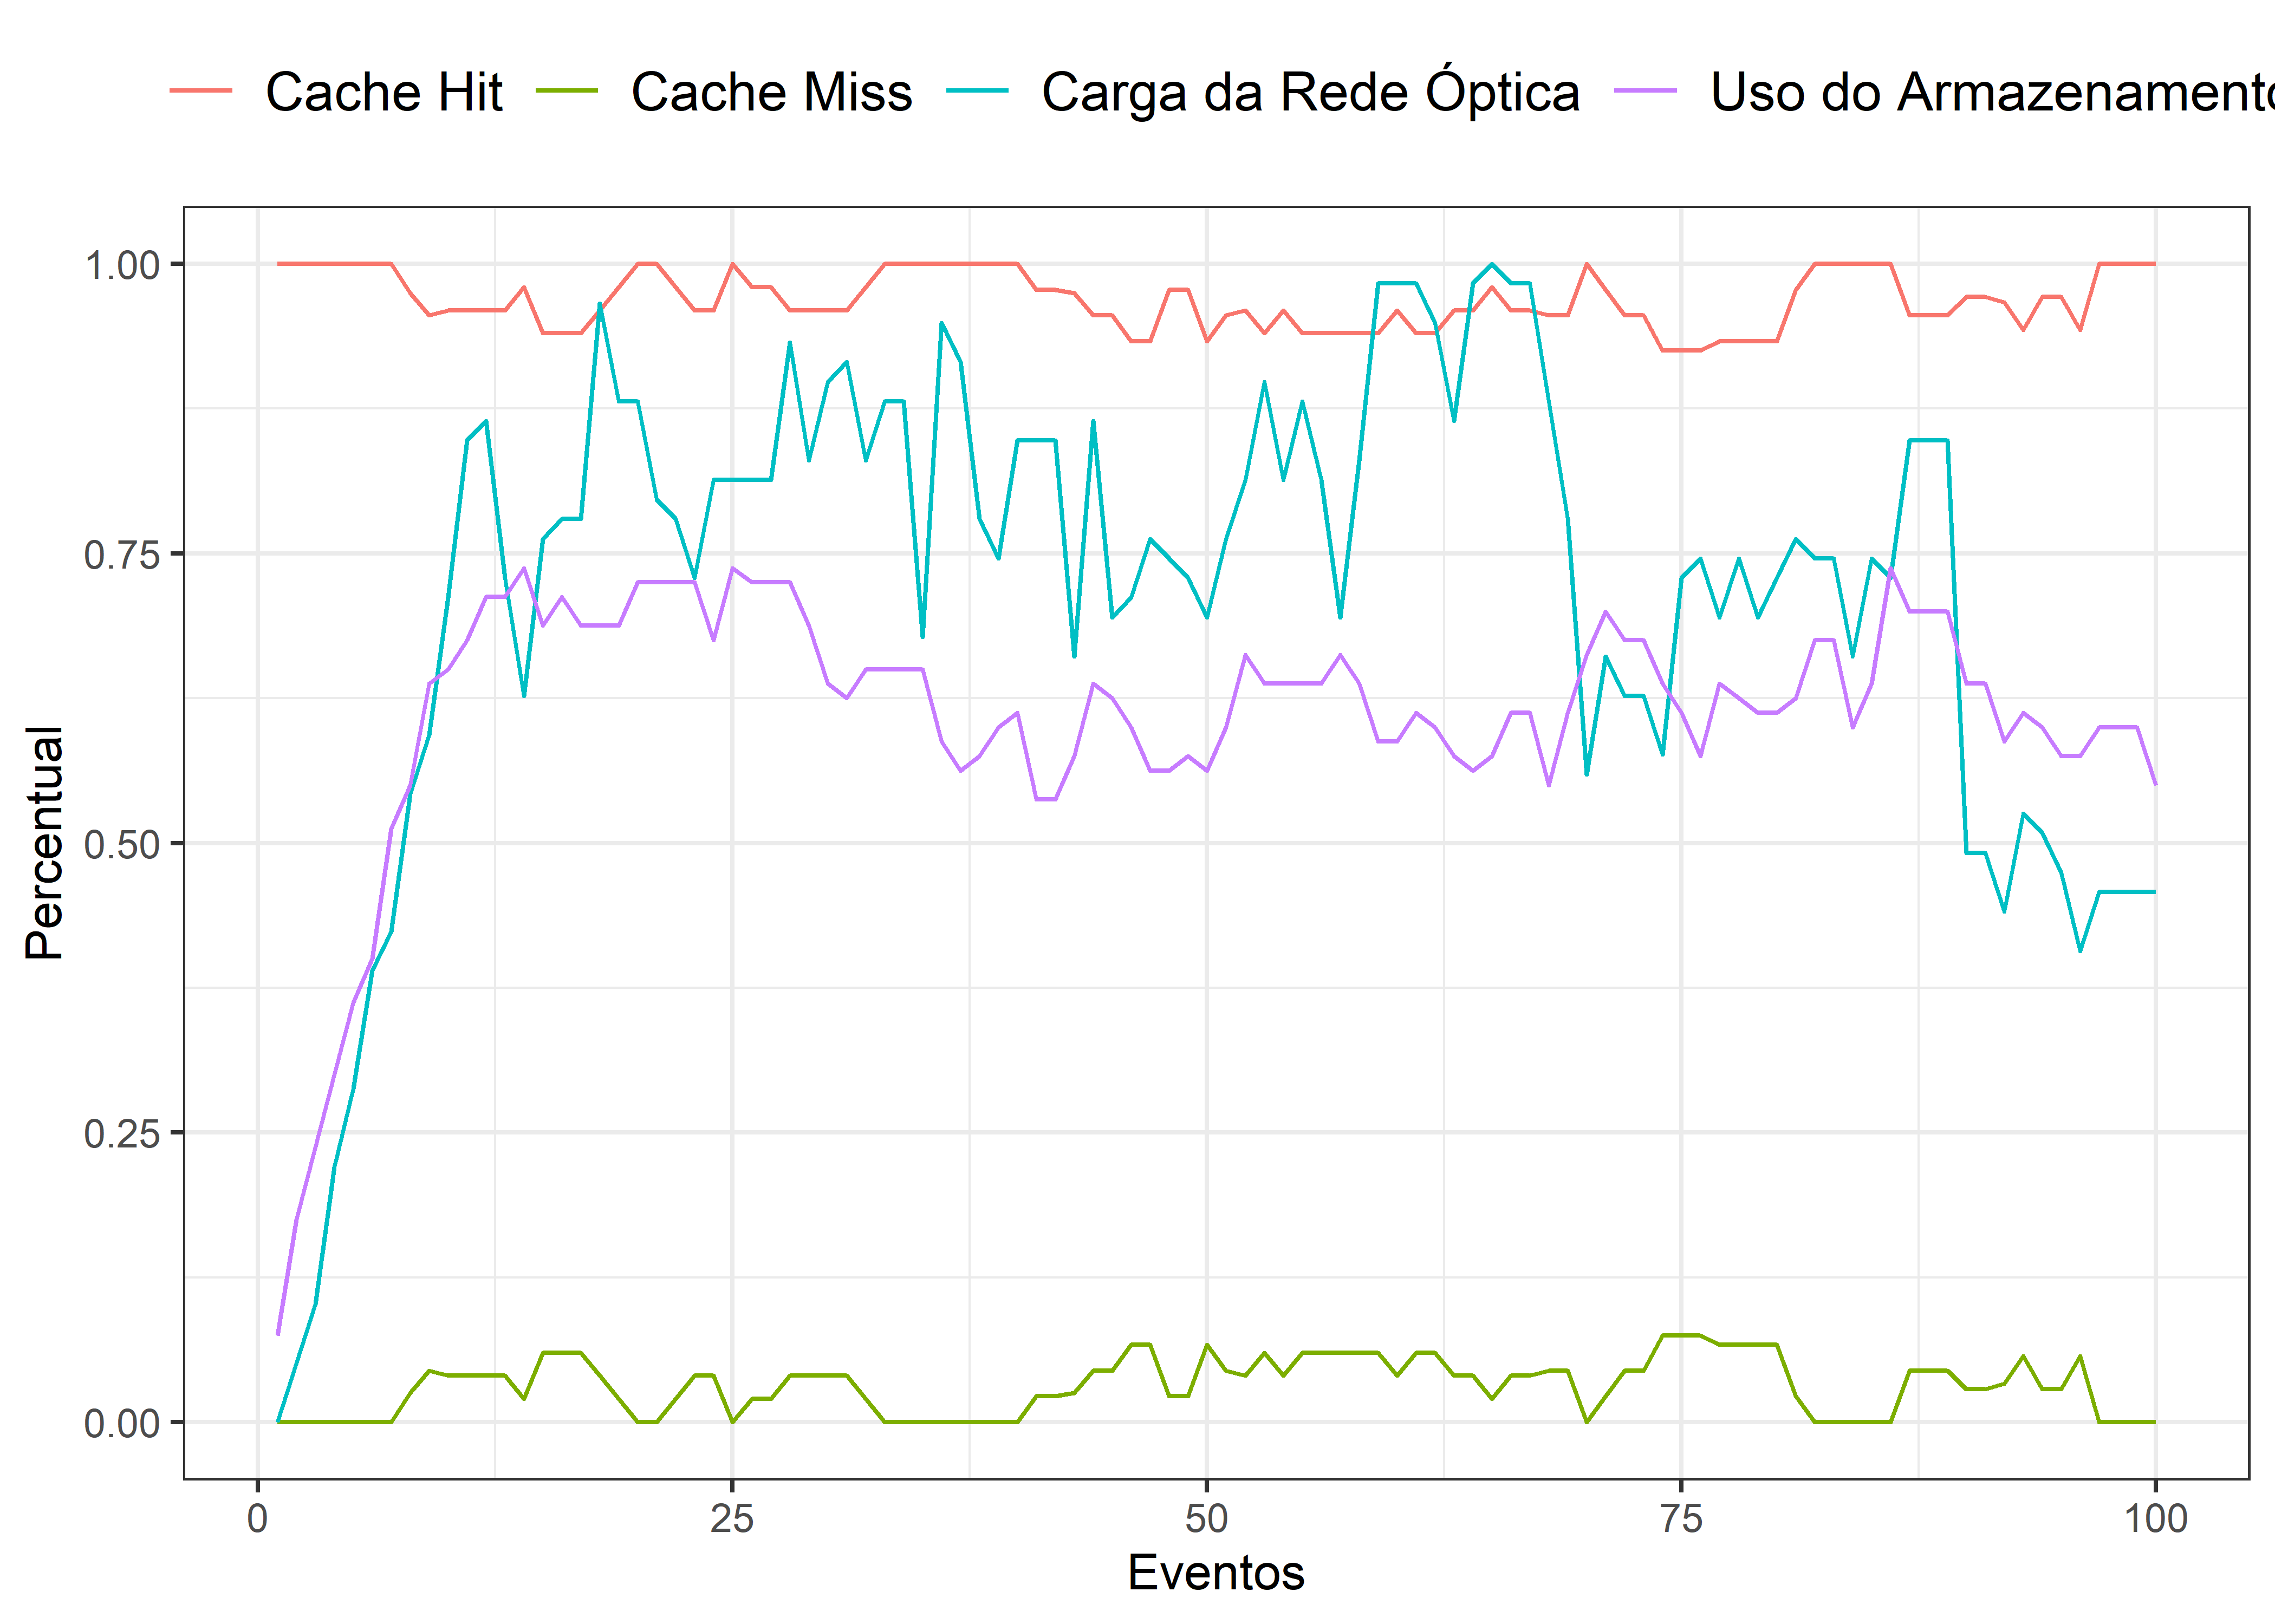 Cache Hit Cache Miss Carga da Rede Óptica Uso do Armazenamento
1.00
0.75
0.50
0.25
0.00
Percentual
0 25 50 75 100
Eventos